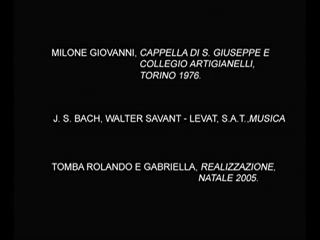 MILONE GIOVANNI, CAPPELLA DI S. GIUSEPPE E
COLLEGIO ARTIGIANELLI,
TORINO 1976.
J. S. BACH, WALTER SAVANT - LEVAT, S.A.T.,MUSICA
TOMBA ROLANDO E GABRIELLA, REALIZZAZIONE,
NATALE 2005.